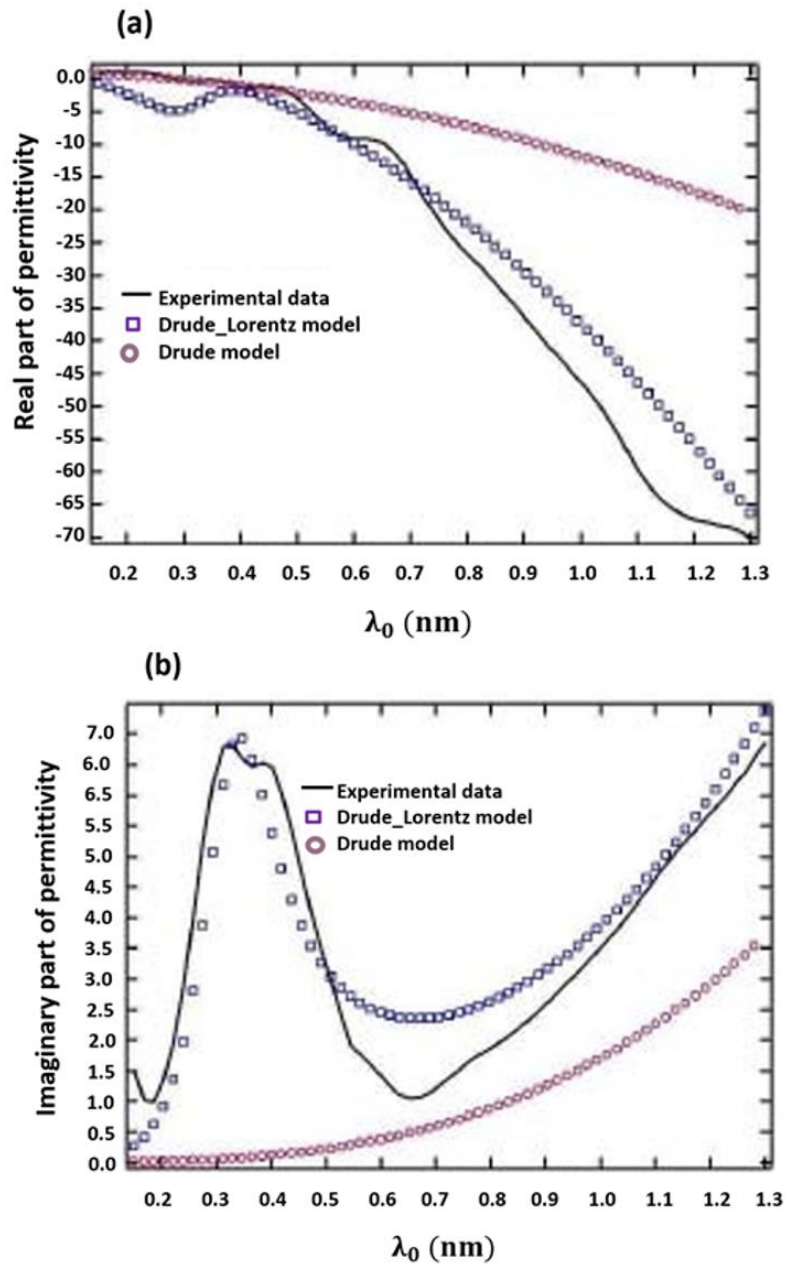 (a)
Real part of permittivity
0.0
-5
-10
-15
-20
-25
-30
-35
-40
-45
-50
-55
-60
-65
-70
Experimental data
Drude_Lorentz model
Drude model
0.2 0.3 0.4 0.5 0.6 0.7 0.8 0.9 1.0 1.1 1.2 1.3
λ₀ (nm)
(b)
Imaginary part of permittivity
7.0
6.0
6.5
5.5
5.0
4.5
4.0
3.5
3.0
2.5
2.0
1.5
1.0
0.5
0.0
Experimental data
Drude_Lorentz model
Drude model
0.2 0.3 0.4 0.5 0.6 0.7 0.8 0.9 1.0 1.1 1.2 1.3
λ₀ (nm)